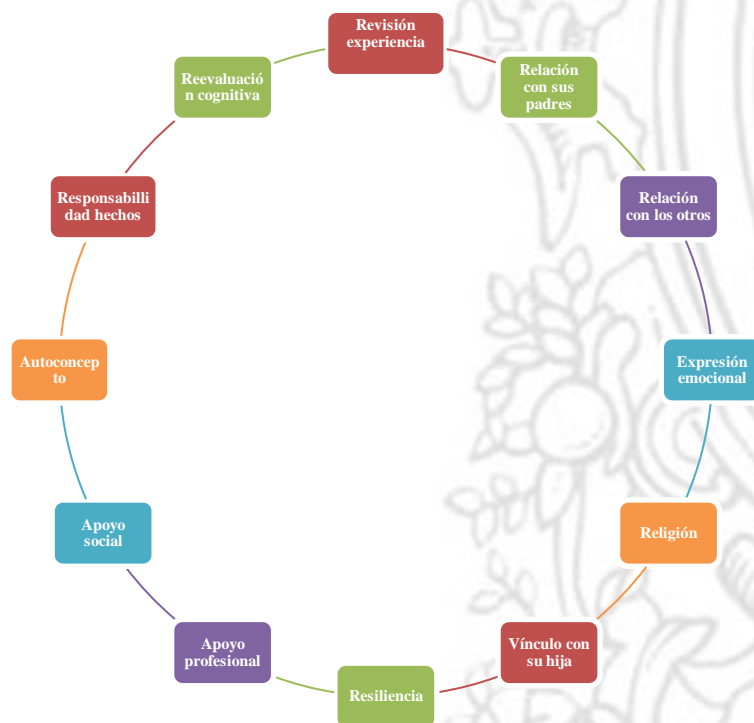 Revisión
experiencia
Relación
con sus
padres
Relación
con los otros
Expresión
emocional
Religión
Vínculo con
su hija
Resiliencia
Apoyo
profesional
Apoyo
social
Autoconcep
to
Responsabilli
dad hechos
Reevaluació
n cognitiva